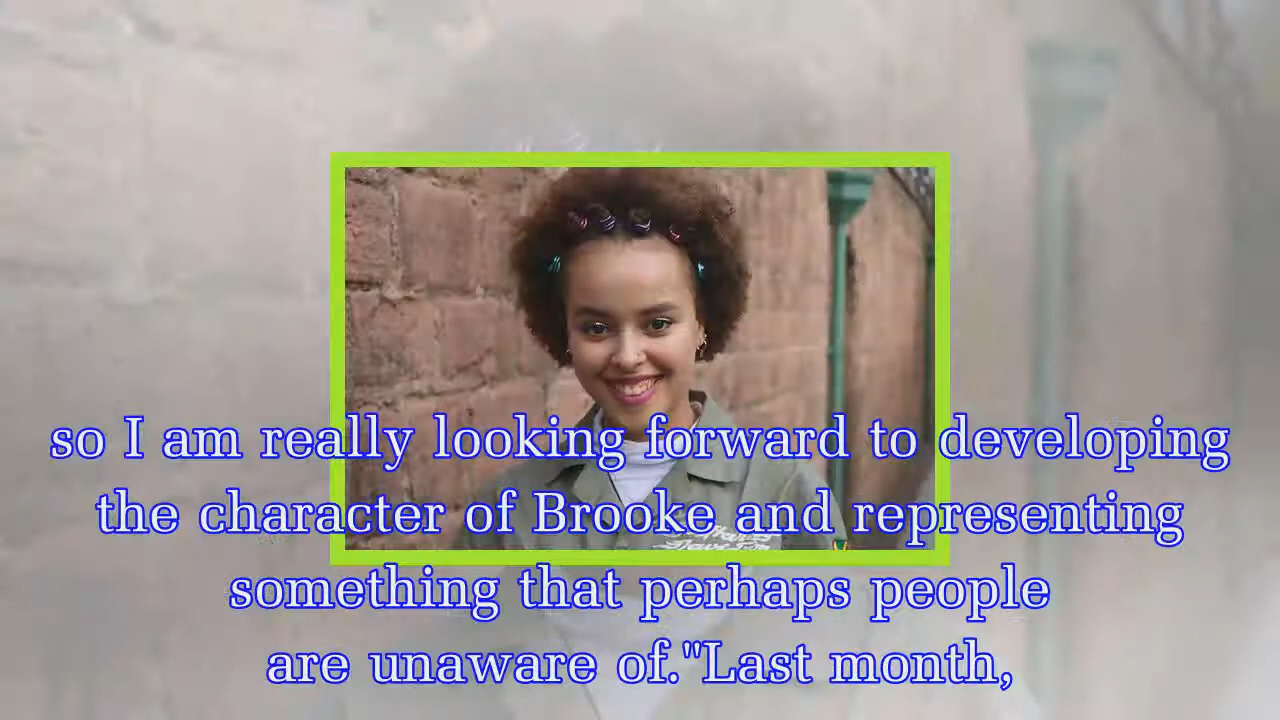 so I am really looking forward to developing
the character of Brooke and representing
something that perhaps people
are unaware of."Last month,